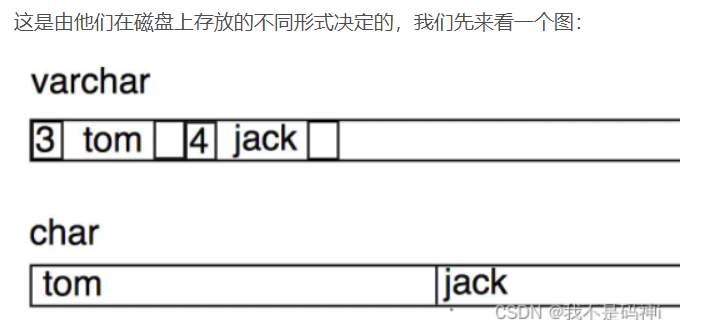 这是由他们在磁盘上存放的不同形式决定的，我们先来看一个图：
varchar
3 tom 4 jack
char
tom jack
CSDN @我不是码神i